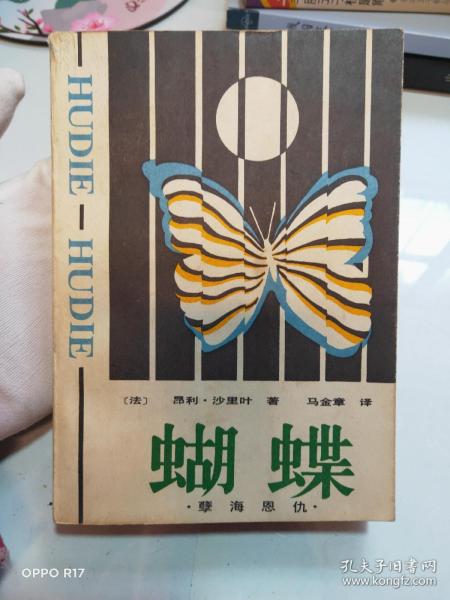 HUDIE — HUDIE
〔法〕 昂利·沙里叶 著 马金章 译
蝴蝶
·孽海恩仇·
OPPO R17
孔夫子旧书网
www.kongfz.com